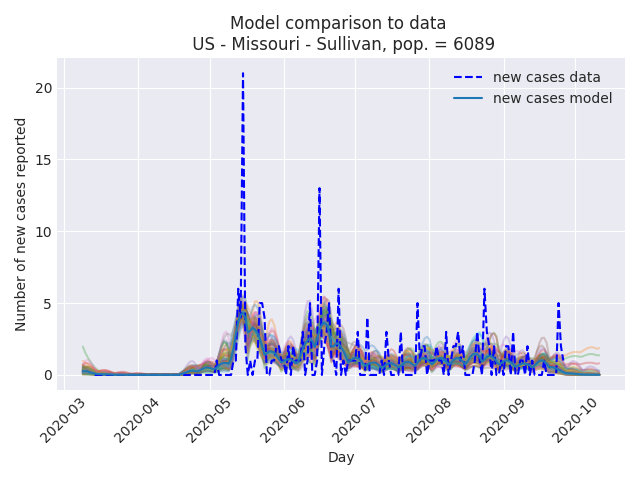 Model comparison to data
US - Missouri - Sullivan, pop. = 6089
new cases data
new cases model
Number of new cases reported
20
15
10
5
0
2020-03
2020-04
2020-05
2020-06
2020-07
2020-08
2020-09
2020-10
Day